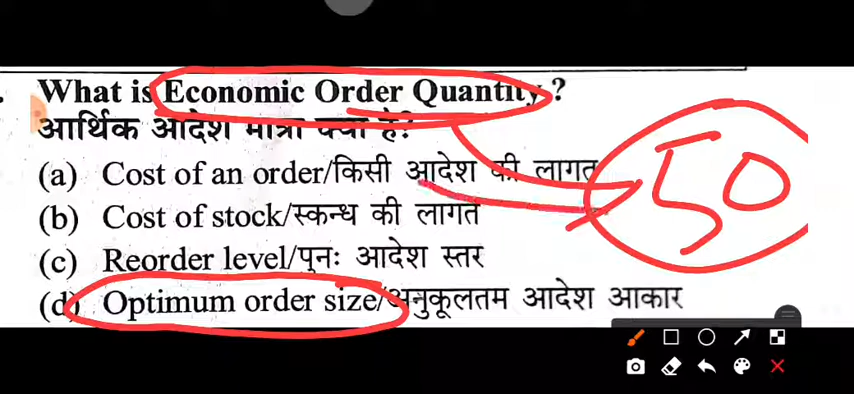 What is Economic Order Quantity ?
आर्थिक आदेश मात्रा क्या है?
(a) Cost of an order/किसी आदेश की लागत
(b) Cost of stock/स्कन्ध की लागत
(c) Reorder level/पुनः आदेश स्तर
(d) Optimum order size/अनुकूलतम आदेश आकार
50